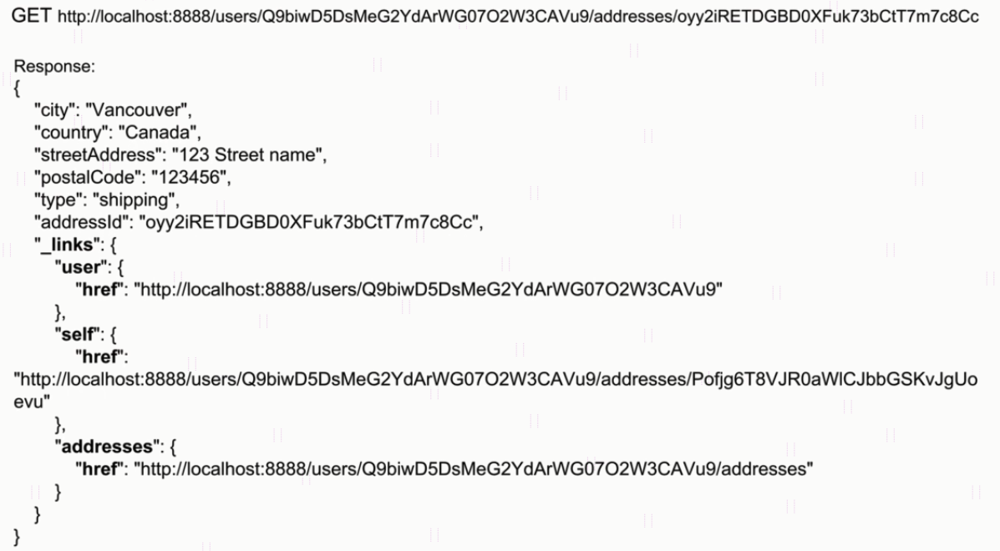 GET http://localhost:8888/users/Q9biwD5DsMeG2YdArWG07O2W3CAVu9/addresses/oyy2iRETDGBD0XFuk73bCtT7m7c8Cc
Response:
{
"city": "Vancouver",
"country": "Canada",
"streetAddress": "123 Street name",
"postalCode": "123456",
"type": "shipping",
"addressId": "oyy2iRETDGBD0XFuk73bCtT7m7c8Cc",
"_links": {
"user": {
"href": "http://localhost:8888/users/Q9biwD5DsMeG2YdArWG07O2W3CAVu9"
},
"self": {
"href":
"http://localhost:8888/users/Q9biwD5DsMeG2YdArWG07O2W3CAVu9/addresses/Pofjg6T8VJR0aWlCJbbGSKvJgUo
evu"
},
"addresses": {
"href": "http://localhost:8888/users/Q9biwD5DsMeG2YdArWG07O2W3CAVu9/addresses"
}
}
}